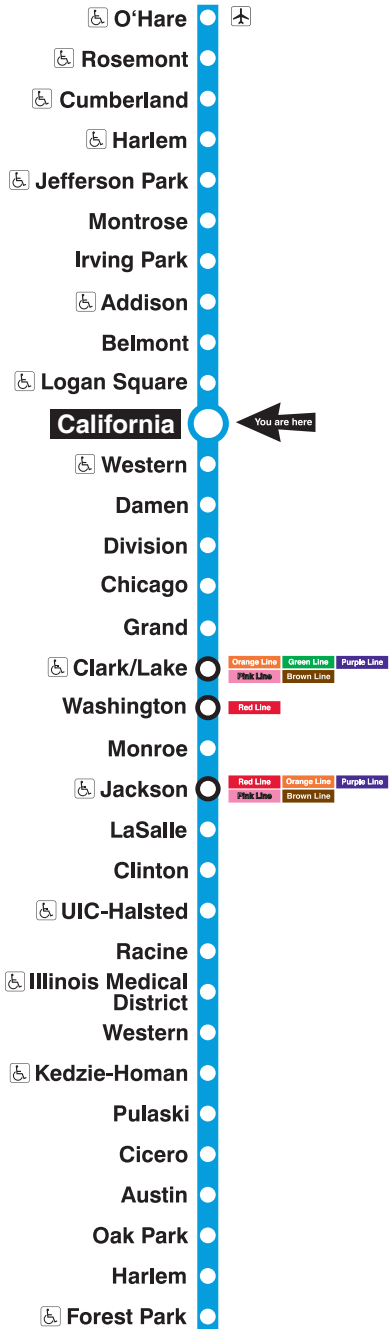 O‘Hare
Rosemont
Cumberland
Harlem
Jefferson Park
Montrose
Irving Park
Addison
Belmont
Logan Square
California
You are here
Western
Damen
Division
Chicago
Grand
Clark/Lake
Orange Line Green Line Purple Line
Pink Line Brown Line
Washington
Red Line
Monroe
Jackson
Red Line Orange Line Purple Line
Pink Line Brown Line
LaSalle
Clinton
UIC-Halsted
Racine
Illinois Medical
District
Western
Kedzie-Homan
Pulaski
Cicero
Austin
Oak Park
Harlem
Forest Park